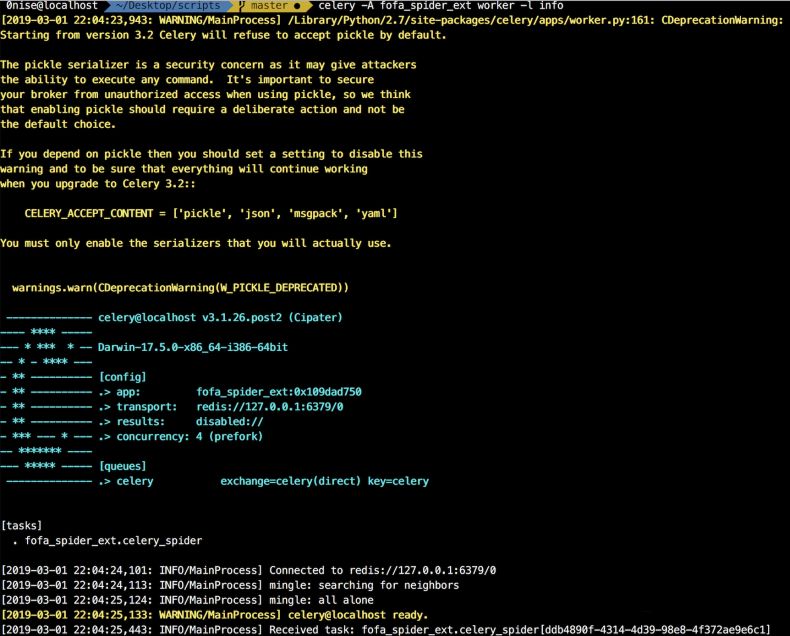 0nise@localhost ~/Desktop/scripts master ● celery -A fofa_spider_ext worker -l info
[2019-03-01 22:04:23,943: WARNING/MainProcess] /Library/Python/2.7/site-packages/celery/apps/worker.py:161: CDeprecationWarning:
Starting from version 3.2 Celery will refuse to accept pickle by default.

The pickle serializer is a security concern as it may give attackers
the ability to execute any command.  It's important to secure
your broker from unauthorized access when using pickle, so we think
that enabling pickle should require a deliberate action and not be
the default choice.

If you depend on pickle then you should set a setting to disable this
warning and to be sure that everything will continue working
when you upgrade to Celery 3.2::

    CELERY_ACCEPT_CONTENT = ['pickle', 'json', 'msgpack', 'yaml']

You must only enable the serializers that you will actually use.

  warnings.warn(CDeprecationWarning(W_PICKLE_DEPRECATED))

 -------------- celery@localhost v3.1.26.post2 (Cipater)
---- **** -----
--- * ***  * -- Darwin-17.5.0-x86_64-i386-64bit
-- * - **** ---
- ** ---------- [config]
- ** ---------- .> app:         fofa_spider_ext:0x109dad750
- ** ---------- .> transport:   redis://127.0.0.1:6379/0
- ** ---------- .> results:     disabled://
- *** --- * --- .> concurrency: 4 (prefork)
-- ******* ----
--- ***** ----- [queues]
 -------------- .> celery           exchange=celery(direct) key=celery

[tasks]
  . fofa_spider_ext.celery_spider

[2019-03-01 22:04:24,101: INFO/MainProcess] Connected to redis://127.0.0.1:6379/0
[2019-03-01 22:04:24,113: INFO/MainProcess] mingle: searching for neighbors
[2019-03-01 22:04:25,124: INFO/MainProcess] mingle: all alone
[2019-03-01 22:04:25,133: WARNING/MainProcess] celery@localhost ready.
[2019-03-01 22:04:25,443: INFO/MainProcess] Received task: fofa_spider_ext.celery_spider[ddb4890f-4314-4d39-98e8-4f372ae9e6c1]